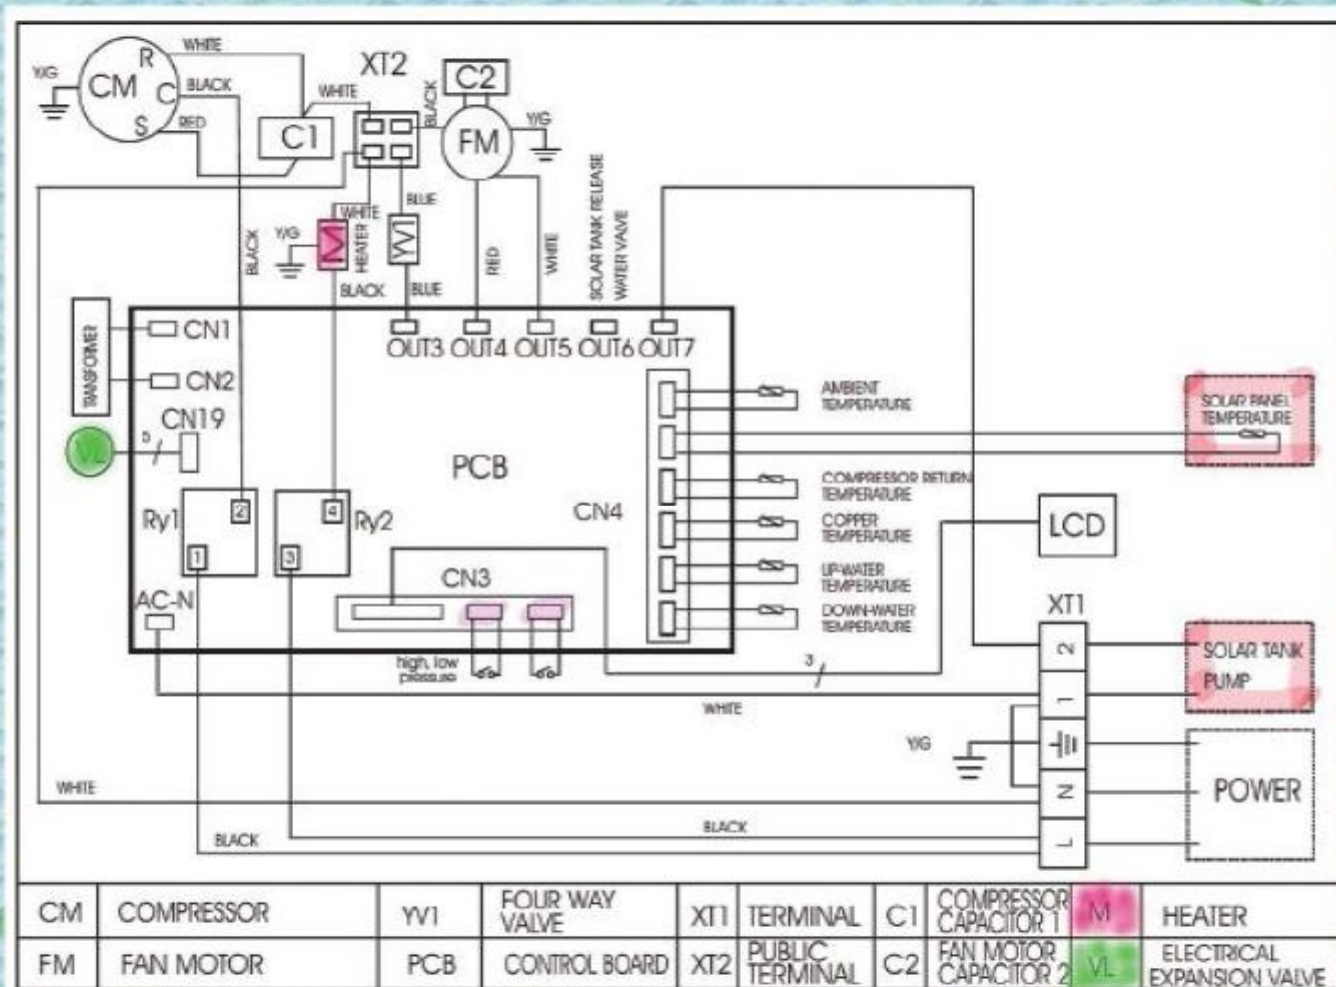 WHITE
Y/G
R
CM
C
BLACK
S
RED
C1
WHITE
XT2
BLACK
C2
FM
Y/G
SOLAR TANK RELEASE
WATER VALVE
BLUE
WHITE
Y/G
M
HEATER
YV1
BLACK
RED
WHITE
BLACK
BLUE
TRANSFORMER
CN1
CN2
CN19
5
VL
OUT3 OUT4 OUT5 OUT6 OUT7
PCB
CN4
AMBIENT
TEMPERATURE
SOLAR PANEL
TEMPERATURE
COMPRESSOR RETURN
TEMPERATURE
COPPER
TEMPERATURE
UP-WATER
TEMPERATURE
DOWN-WATER
TEMPERATURE
LCD
Ry1
2
1
4
Ry2
3
CN3
AC-N
high, low
pressure
3
XT1
2
1
N
L
SOLAR TANK
PUMP
WHITE
Y/G
POWER
WHITE
BLACK
BLACK
CM COMPRESSOR YV1 FOUR WAY VALVE XT1 TERMINAL C1 COMPRESSOR CAPACITOR 1 M HEATER
FM FAN MOTOR PCB CONTROL BOARD XT2 PUBLIC TERMINAL C2 FAN MOTOR CAPACITOR 2 VL ELECTRICAL EXPANSION VALVE